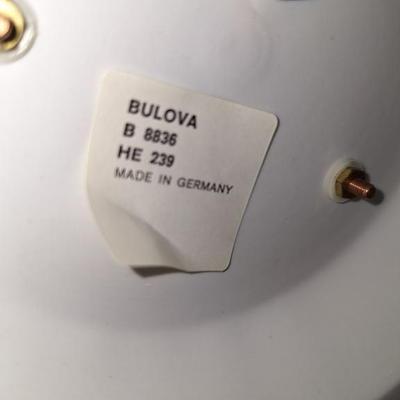 BULOVA
B 8836
HE 239
MADE IN GERMANY